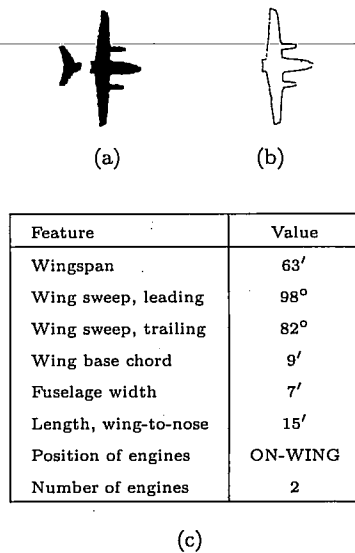 (a) (b)
Feature Value
Wingspan 63′
Wing sweep, leading 98°
Wing sweep, trailing 82°
Wing base chord 9′
Fuselage width 7′
Length, wing-to-nose 15′
Position of engines ON-WING
Number of engines 2
(c)